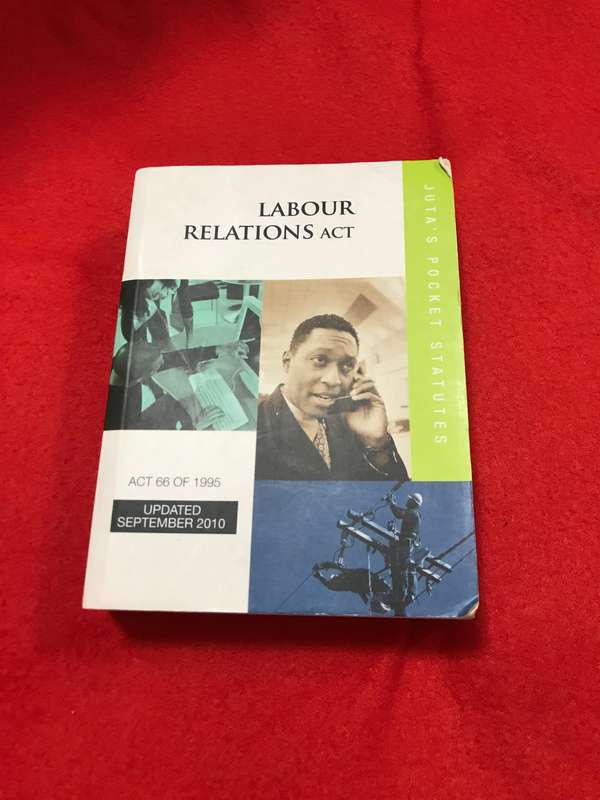 LABOUR
RELATIONS ACT
JUTA'S POCKET STATUTES
ACT 66 OF 1995
UPDATED
SEPTEMBER 2010